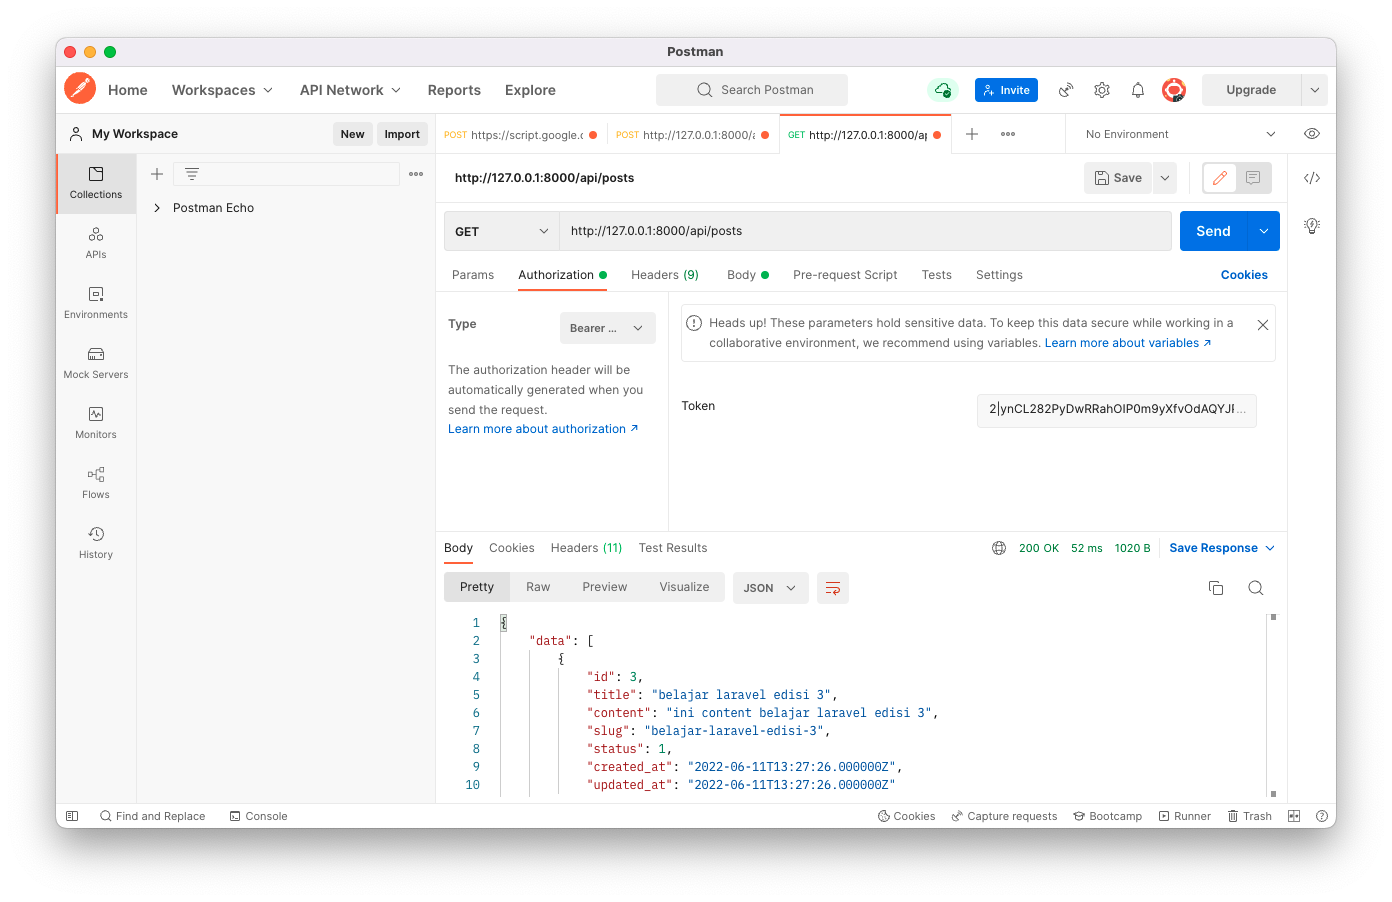 Postman
Home Workspaces API Network Reports Explore Search Postman Invite Upgrade
My Workspace New Import
POST https://script.google.c POST http://127.0.0.1:8000/a GET http://127.0.0.1:8000/ap No Environment
Collections
APIs
Environments
Mock Servers
Monitors
Flows
History
Postman Echo
http://127.0.0.1:8000/api/posts Save
GET http://127.0.0.1:8000/api/posts Send
Params Authorization Headers (9) Body Pre-request Script Tests Settings Cookies
Type Bearer ...
The authorization header will be
automatically generated when you
send the request.
Learn more about authorization ↗
Heads up! These parameters hold sensitive data. To keep this data secure while working in a
collaborative environment, we recommend using variables. Learn more about variables ↗
Token 2|ynCL282PyDwRRahOIP0m9yXfvOdAQYJF...
Body Cookies Headers (11) Test Results 200 OK 52 ms 1020 B Save Response
Pretty Raw Preview Visualize JSON
1 {
2 "data": [
3 {
4 "id": 3,
5 "title": "belajar laravel edisi 3",
6 "content": "ini content belajar laravel edisi 3",
7 "slug": "belajar-laravel-edisi-3",
8 "status": 1,
9 "created_at": "2022-06-11T13:27:26.000000Z",
10 "updated_at": "2022-06-11T13:27:26.000000Z"
Find and Replace Console Cookies Capture requests Bootcamp Runner Trash